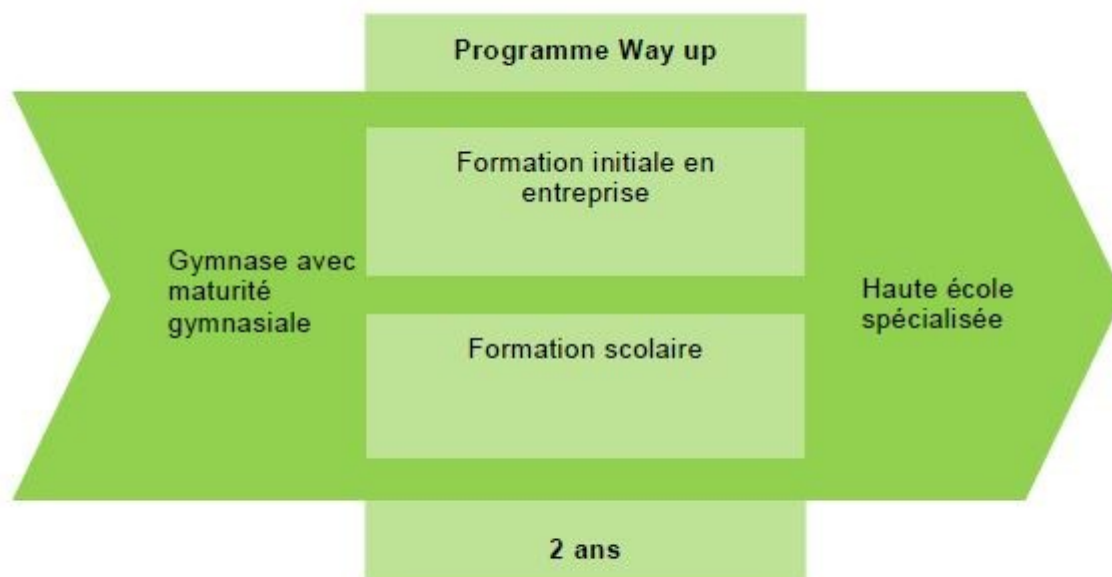 Programme Way up
Formation initiale en
entreprise
Gymnase avec
maturité
gymnasiale
Haute école
spécialisée
Formation scolaire
2 ans